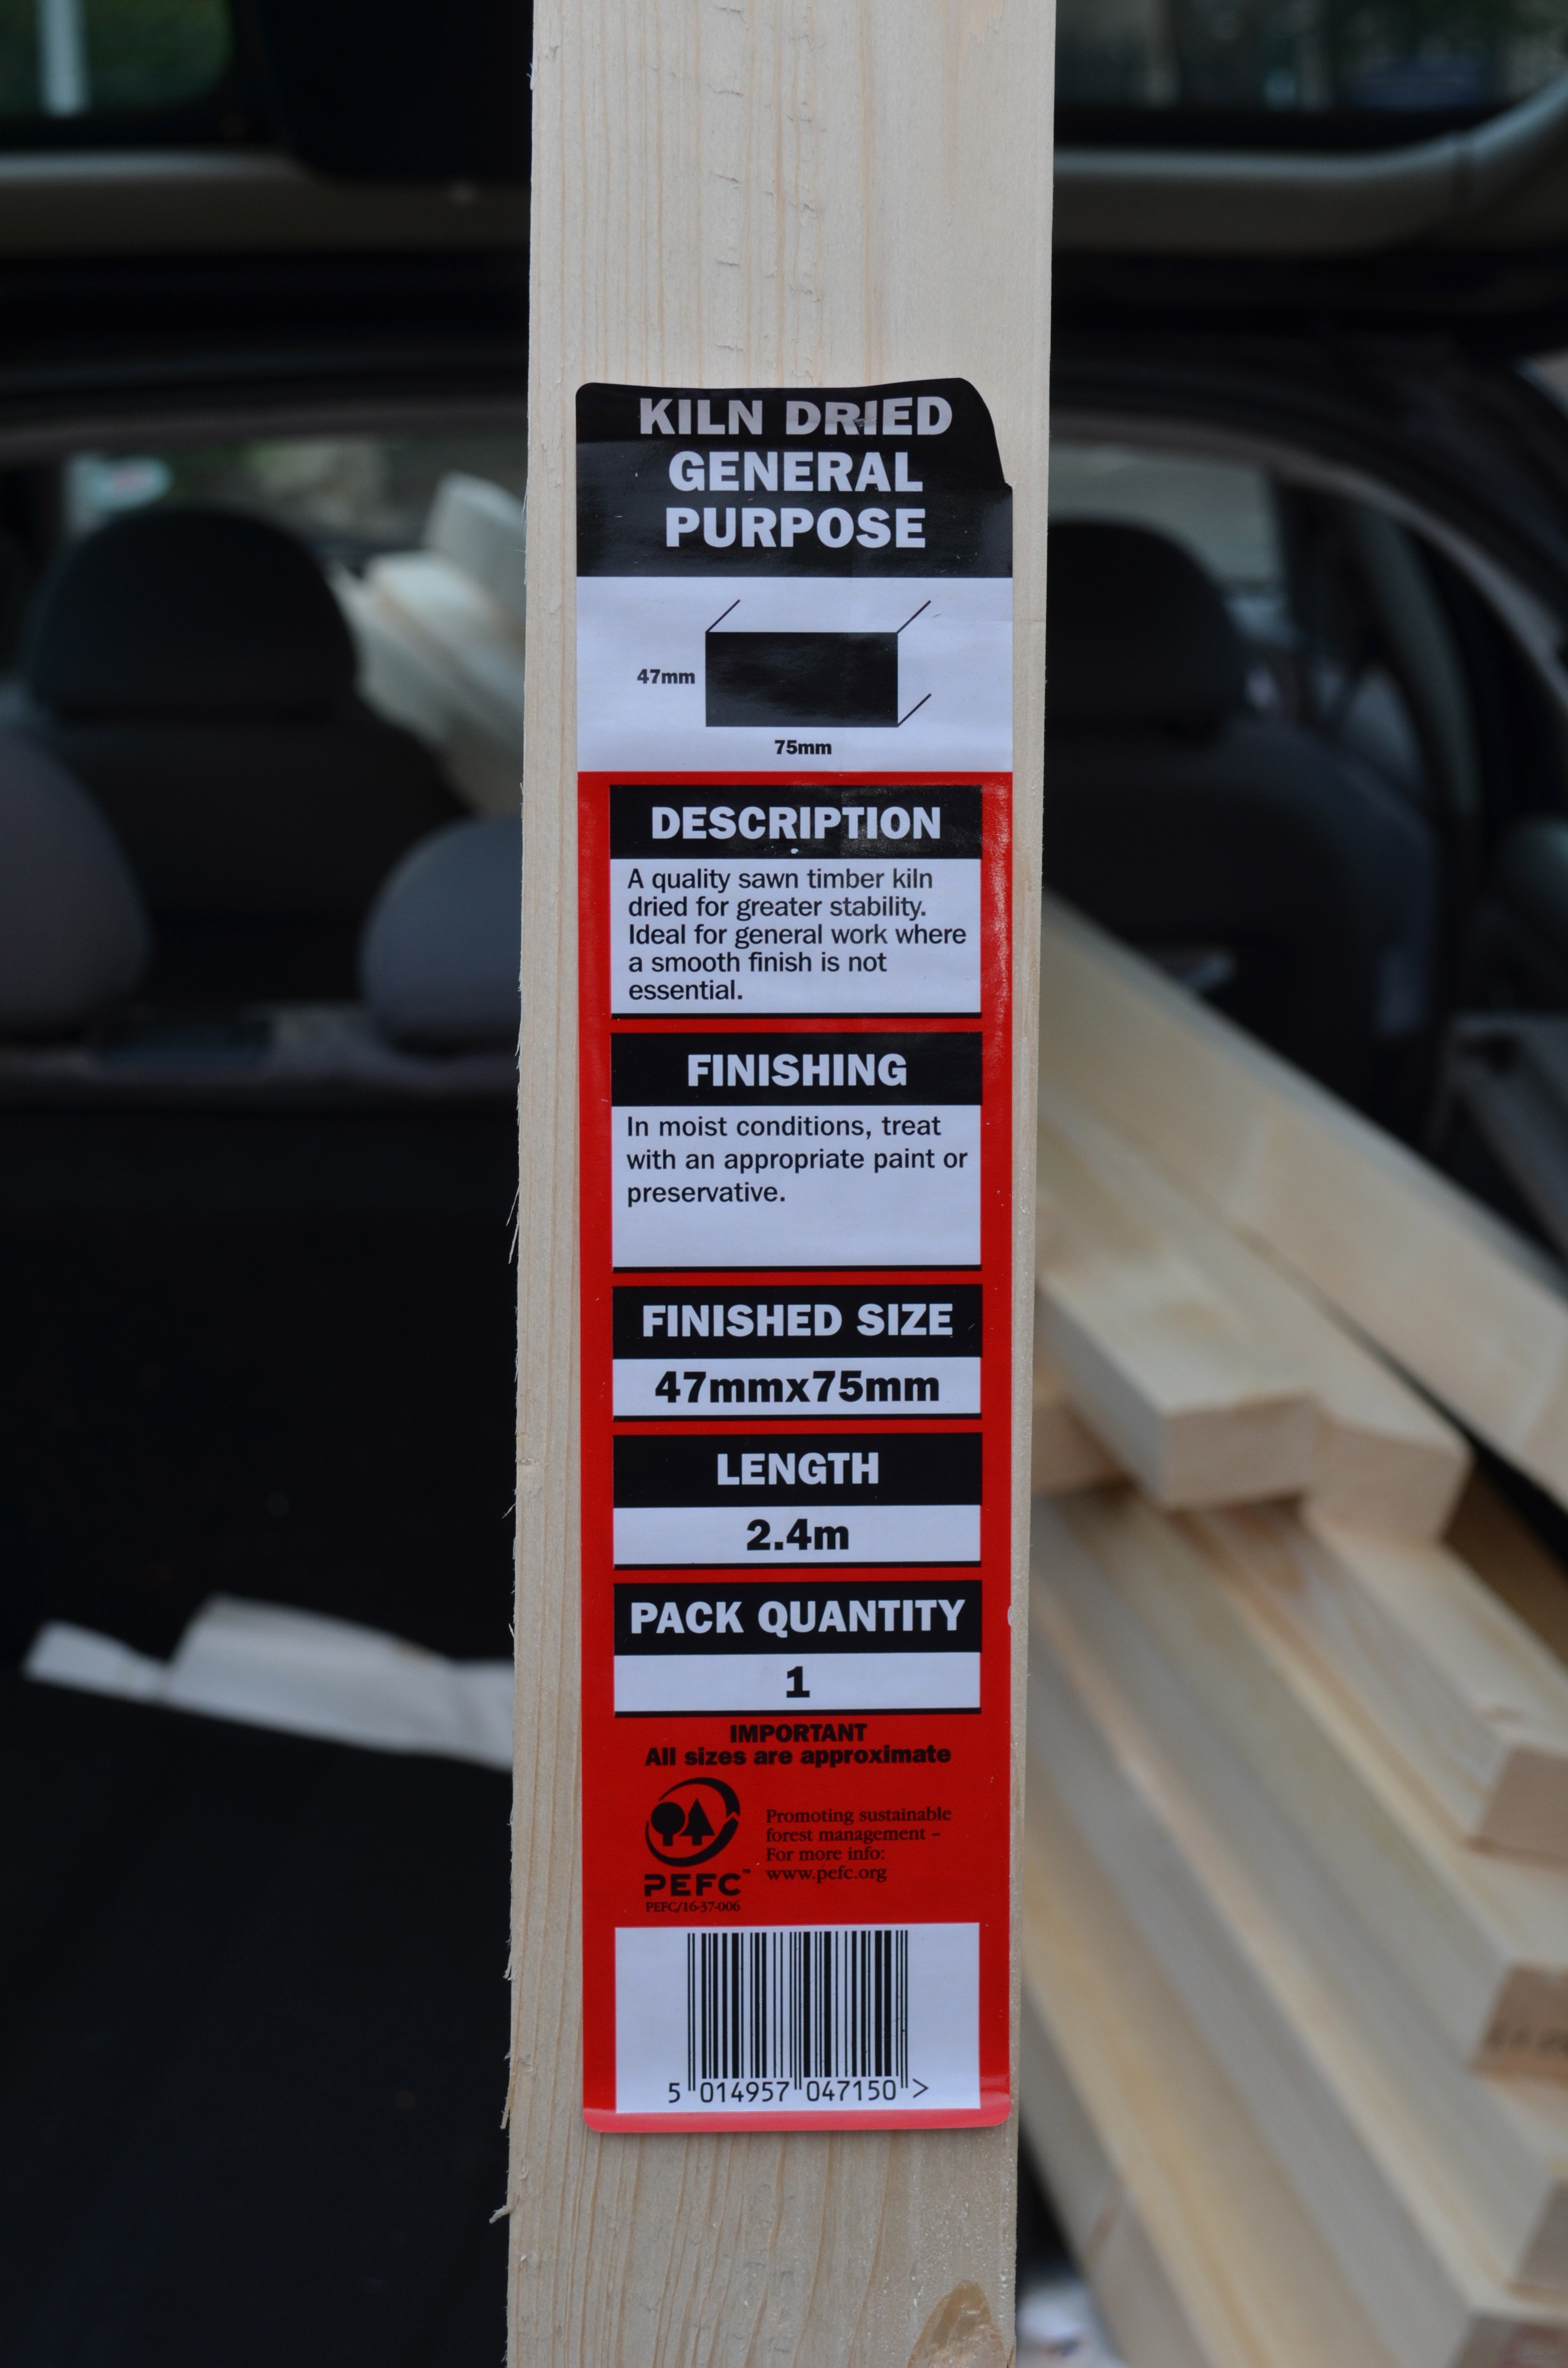 KILN DRIED
GENERAL
PURPOSE
47mm
75mm
DESCRIPTION
A quality sawn timber kiln
dried for greater stability.
Ideal for general work where
a smooth finish is not
essential.
FINISHING
In moist conditions, treat
with an appropriate paint or
preservative.
FINISHED SIZE
47mmx75mm
LENGTH
2.4m
PACK QUANTITY
1
IMPORTANT
All sizes are approximate
Promoting sustainable
forest management –
For more info:
www.pefc.org
PEFC™
PEFC/16-37-006
5 014957 047150 >